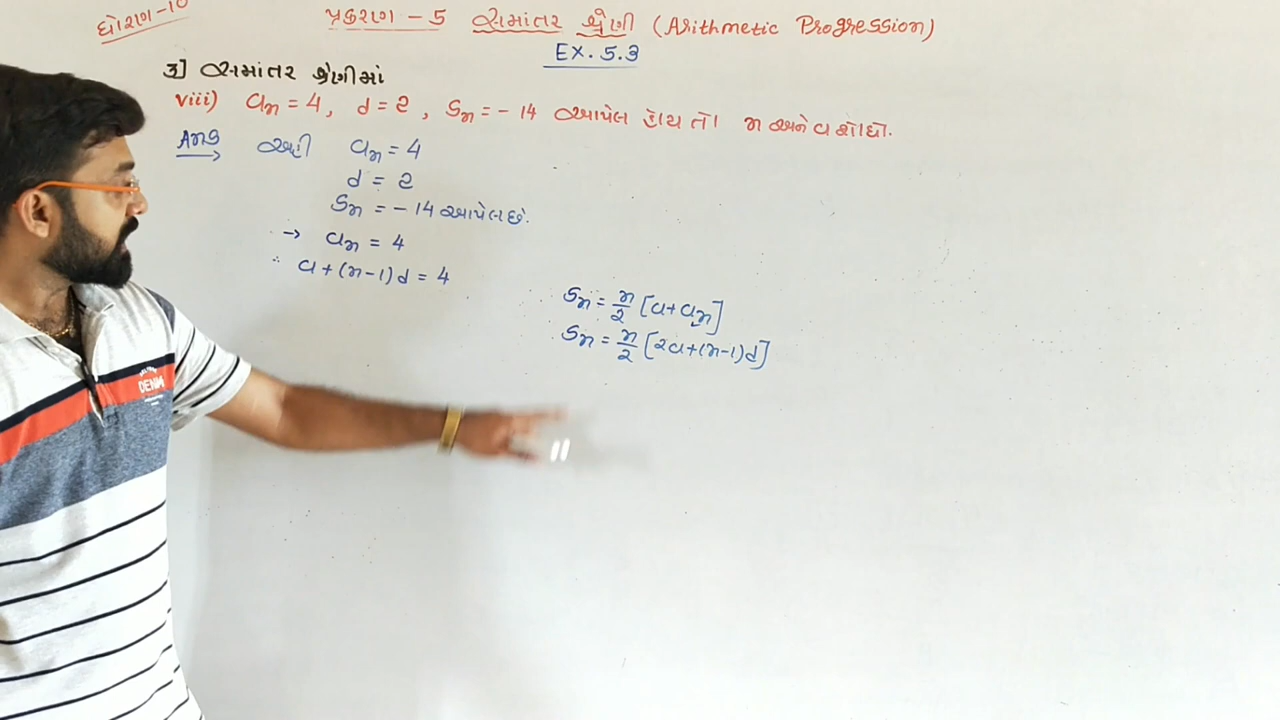 ધોરણ-10
પ્રકરણ - 5 સમાંતર શ્રેણી (Arithmetic Progression)
EX. 5.3
3] સમાંતર શ્રેણીમાં
viii) aₙ = 4, d = 2, Sₙ = - 14 આપેલ હોય તો n અને a શોધો.
Ans અહીં aₙ = 4
→ d = 2
Sₙ = - 14 આપેલ છે.
→ aₙ = 4
∴ a + (n-1) d = 4
Sₙ = n/2 [a + aₙ]
Sₙ = n/2 [2a + (n-1)d]
DENIM